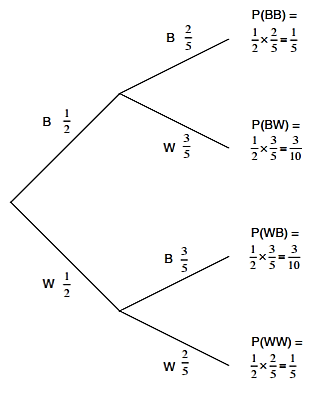 P(BB) =
B 2/5
1/2 × 2/5 = 1/5
B 1/2
P(BW) =
W 3/5
1/2 × 3/5 = 3/10
P(WB) =
B 3/5
1/2 × 3/5 = 3/10
W 1/2
P(WW) =
W 2/5
1/2 × 2/5 = 1/5